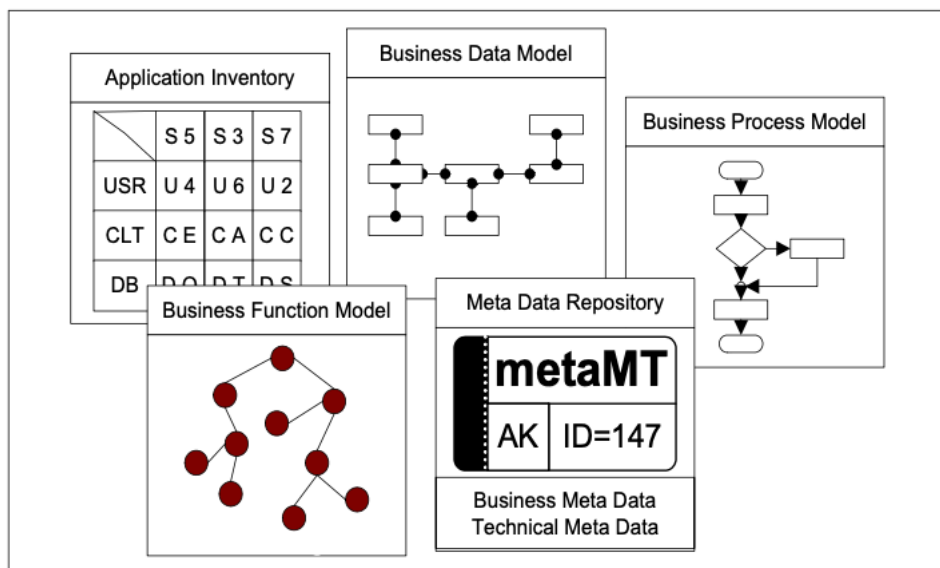 Application Inventory
S 5 S 3 S 7
USR U 4 U 6 U 2
CLT C E C A C C
DB
Business Data Model
Business Process Model
Business Function Model
Meta Data Repository
metaMT
AK ID=147
Business Meta Data
Technical Meta Data